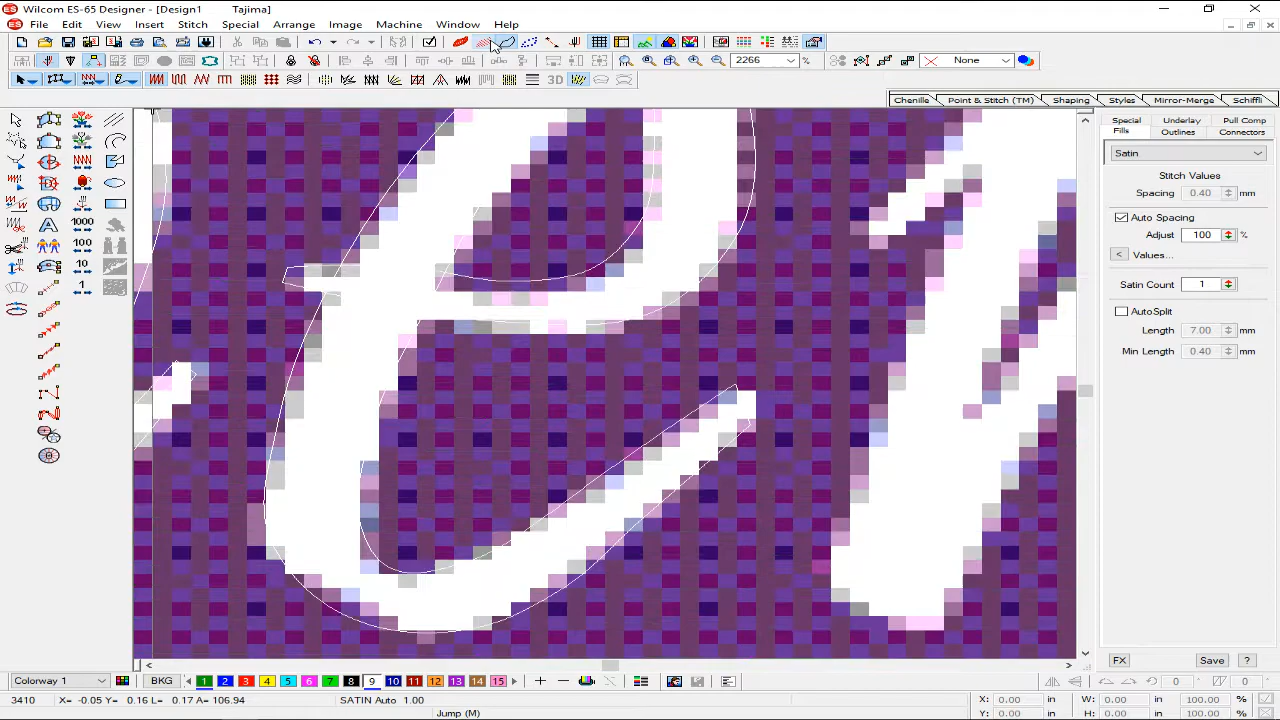 Wilcom ES-65 Designer - [Design1    Tajima]
File Edit View Insert Stitch Special Arrange Image Machine Window Help
2266 % None
3D
Chenille Point & Stitch (TM) Shaping Styles Mirror-Merge Schiffli
Special Underlay Pull Comp
Fills Outlines Connectors
Satin
Stitch Values
Spacing 0.40 mm
Auto Spacing
Adjust 100 %
< Values...
Satin Count 1
AutoSplit
Length 7.00 mm
Min Length 0.40 mm
1000
100
10
1
FX Save ?
Colorway 1 BKG 1 2 3 4 5 6 7 8 9 10 11 12 13 14 15 0 0
3410 X= -0.05 Y= 0.16 L= 0.17 A= 106.94 SATIN Auto 1.00 X: 0.00 in W: 0.00 in 100.00%
Jump (M) Y: 0.00 in H: 0.00 in 100.00%